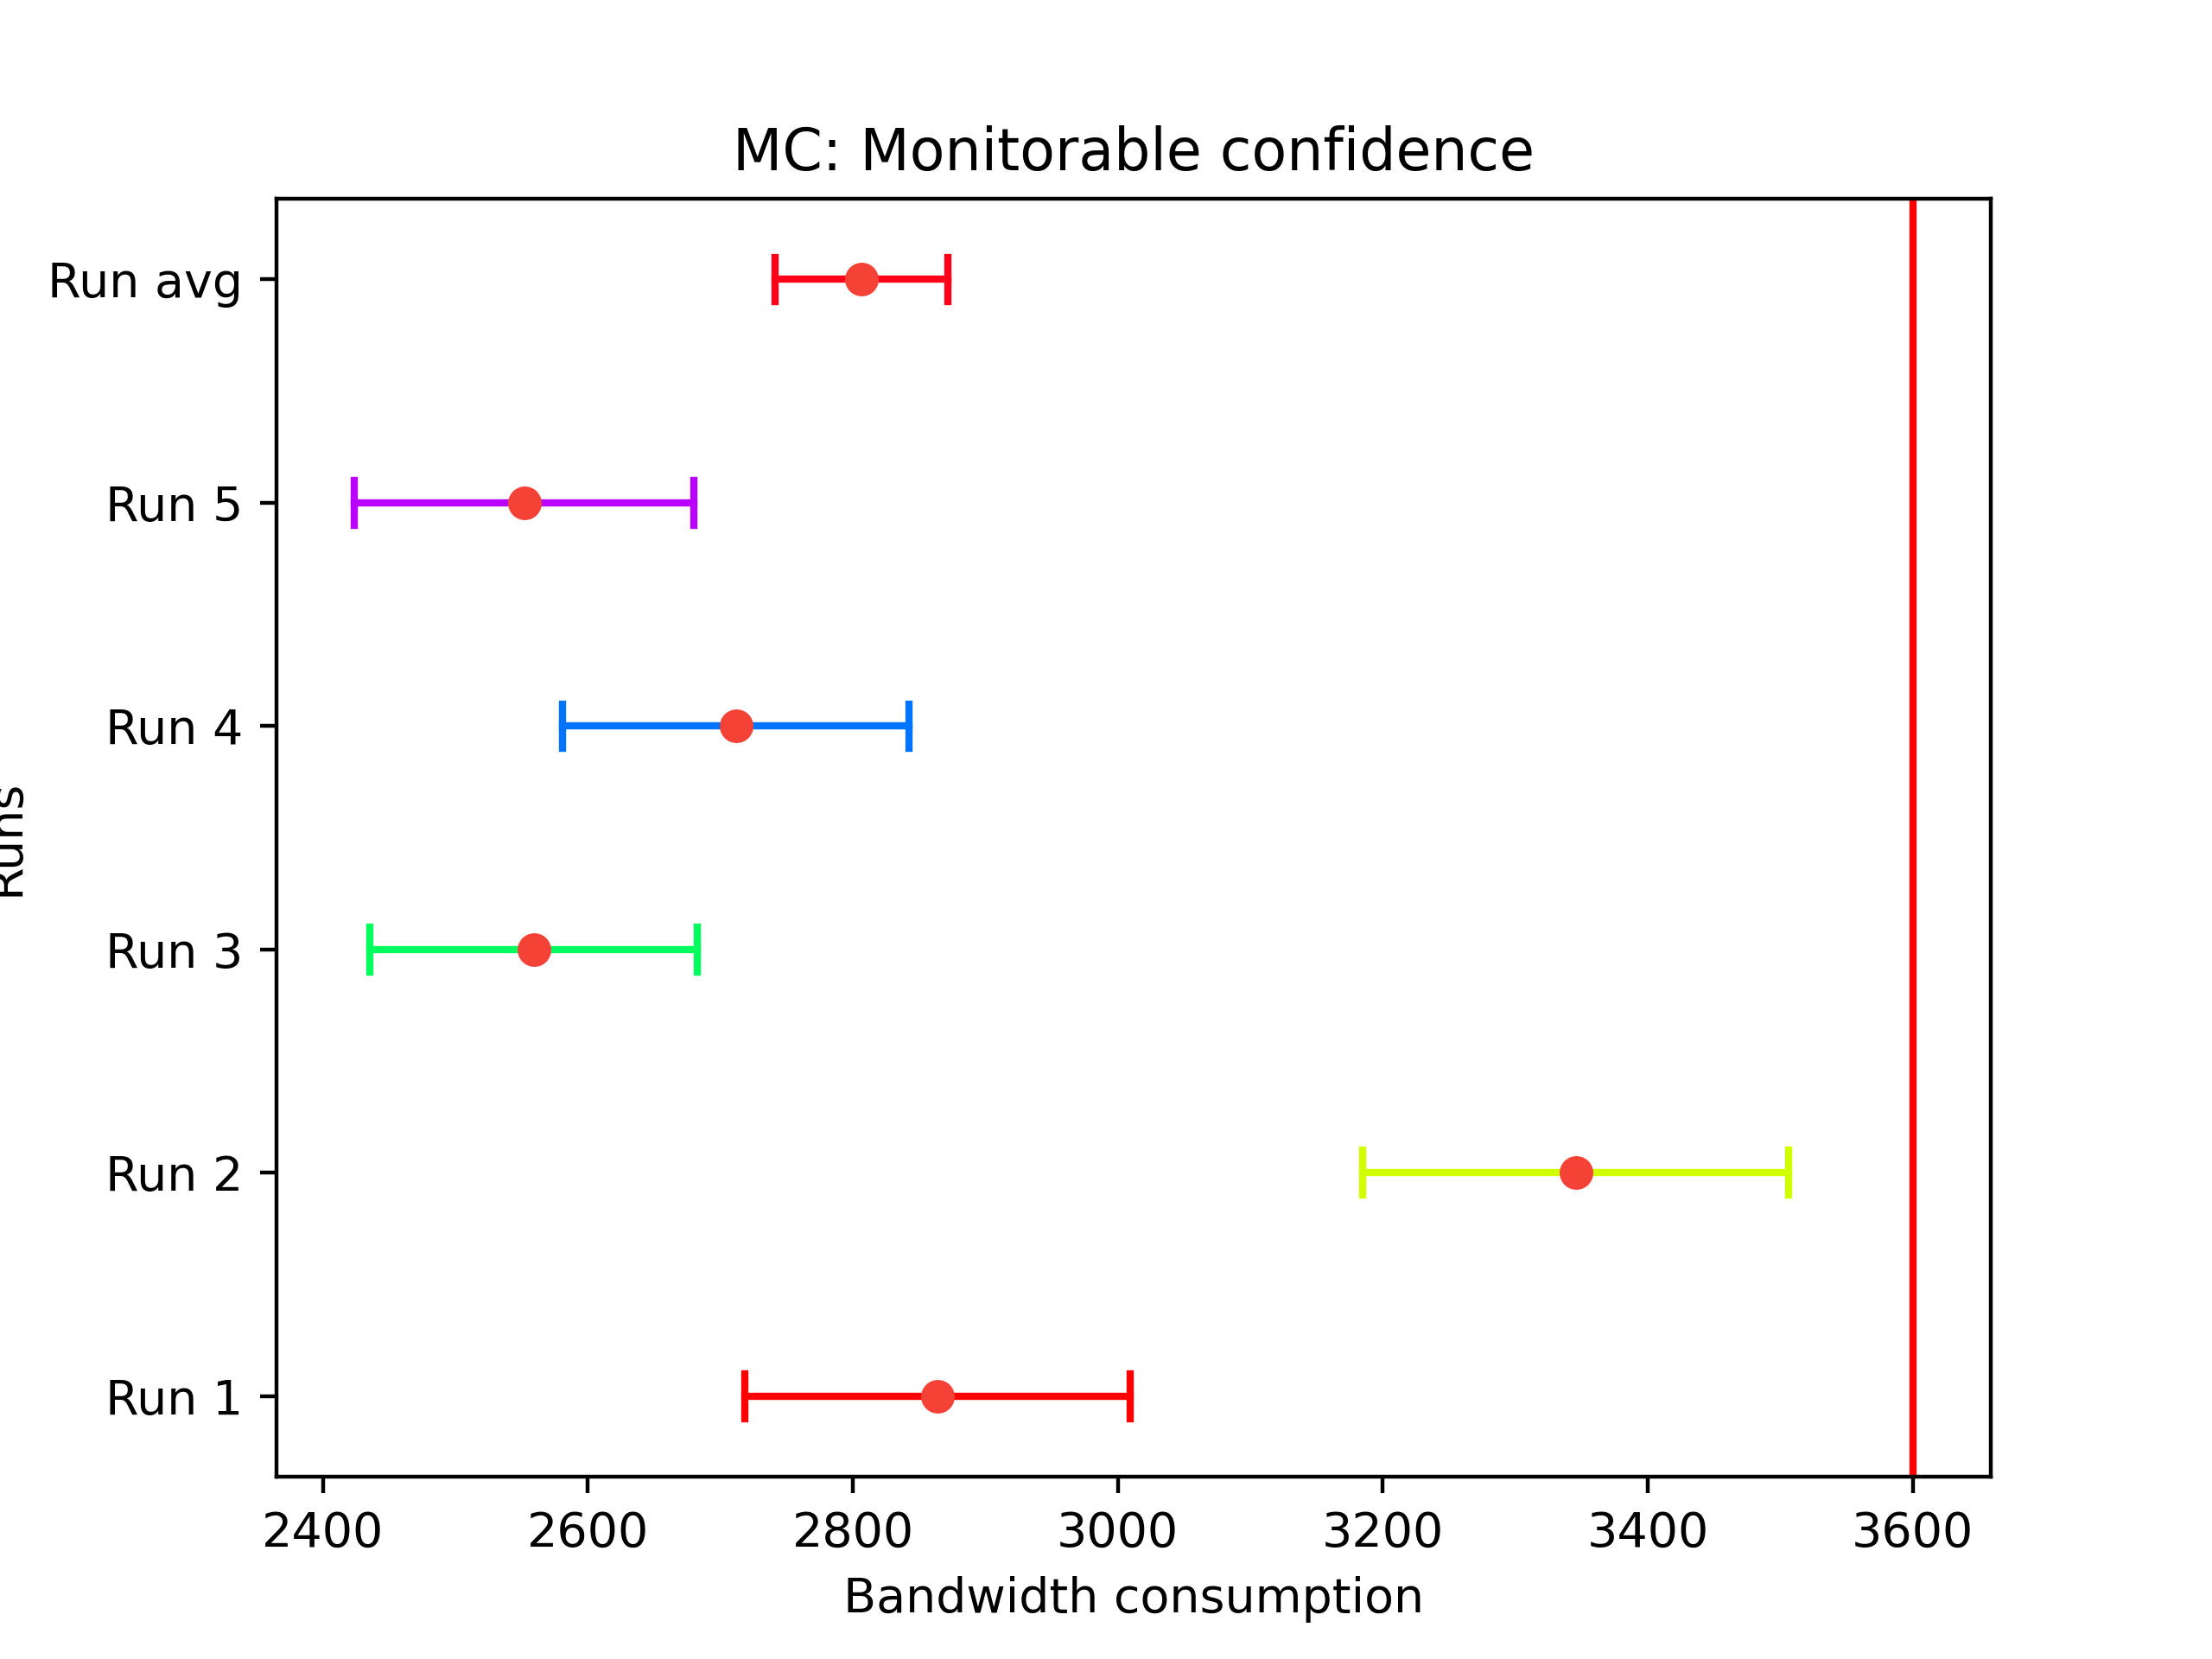 MC: Monitorable confidence
Run avg
Run 5
Run 4
Runs
Run 3
Run 2
Run 1
2400 2600 2800 3000 3200 3400 3600
Bandwidth consumption